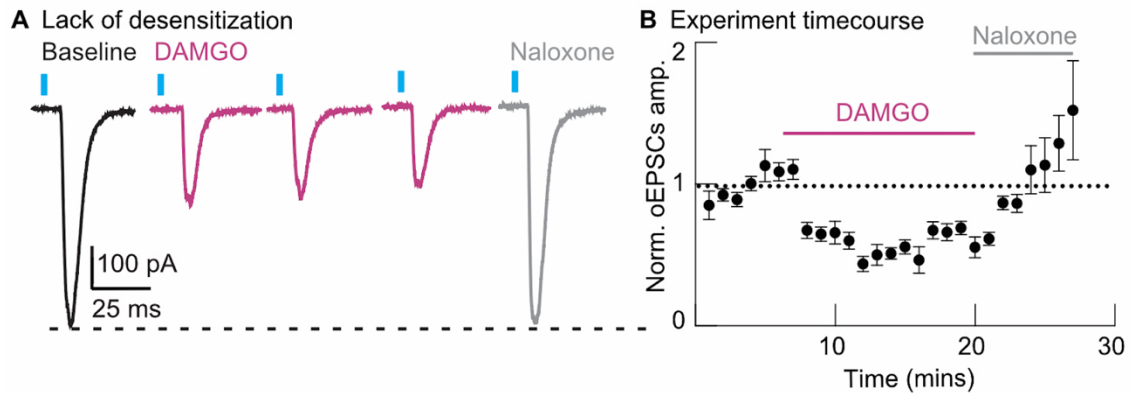 A Lack of desensitization
Baseline DAMGO Naloxone
100 pA
25 ms
B Experiment timecourse
Naloxone
DAMGO
Norm. oEPSCs amp.
2
1
0
10 20 30
Time (mins)